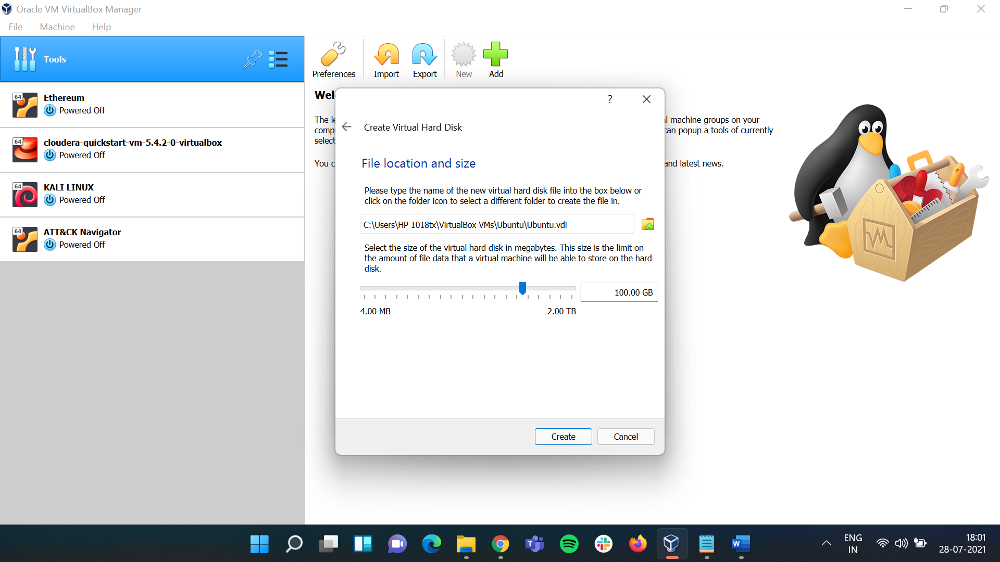 Oracle VM VirtualBox Manager
File Machine Help
Tools
Preferences Import Export New Add
64 Ethereum
Powered Off
64 cloudera-quickstart-vm-5.4.2-0-virtualbox
Powered Off
64 KALI LINUX
Powered Off
64 ATT&CK Navigator
Powered Off
Wel
The le
comp
select
You c
l machine groups on your
can popup a tools of currently
and latest news.
?
Create Virtual Hard Disk
File location and size
Please type the name of the new virtual hard disk file into the box below or
click on the folder icon to select a different folder to create the file in.
C:\Users\HP 1018tx\VirtualBox VMs\Ubuntu\Ubuntu.vdi
Select the size of the virtual hard disk in megabytes. This size is the limit on
the amount of file data that a virtual machine will be able to store on the hard
disk.
100.00 GB
4.00 MB 2.00 TB
Create Cancel
ENG
IN
18:01
28-07-2021